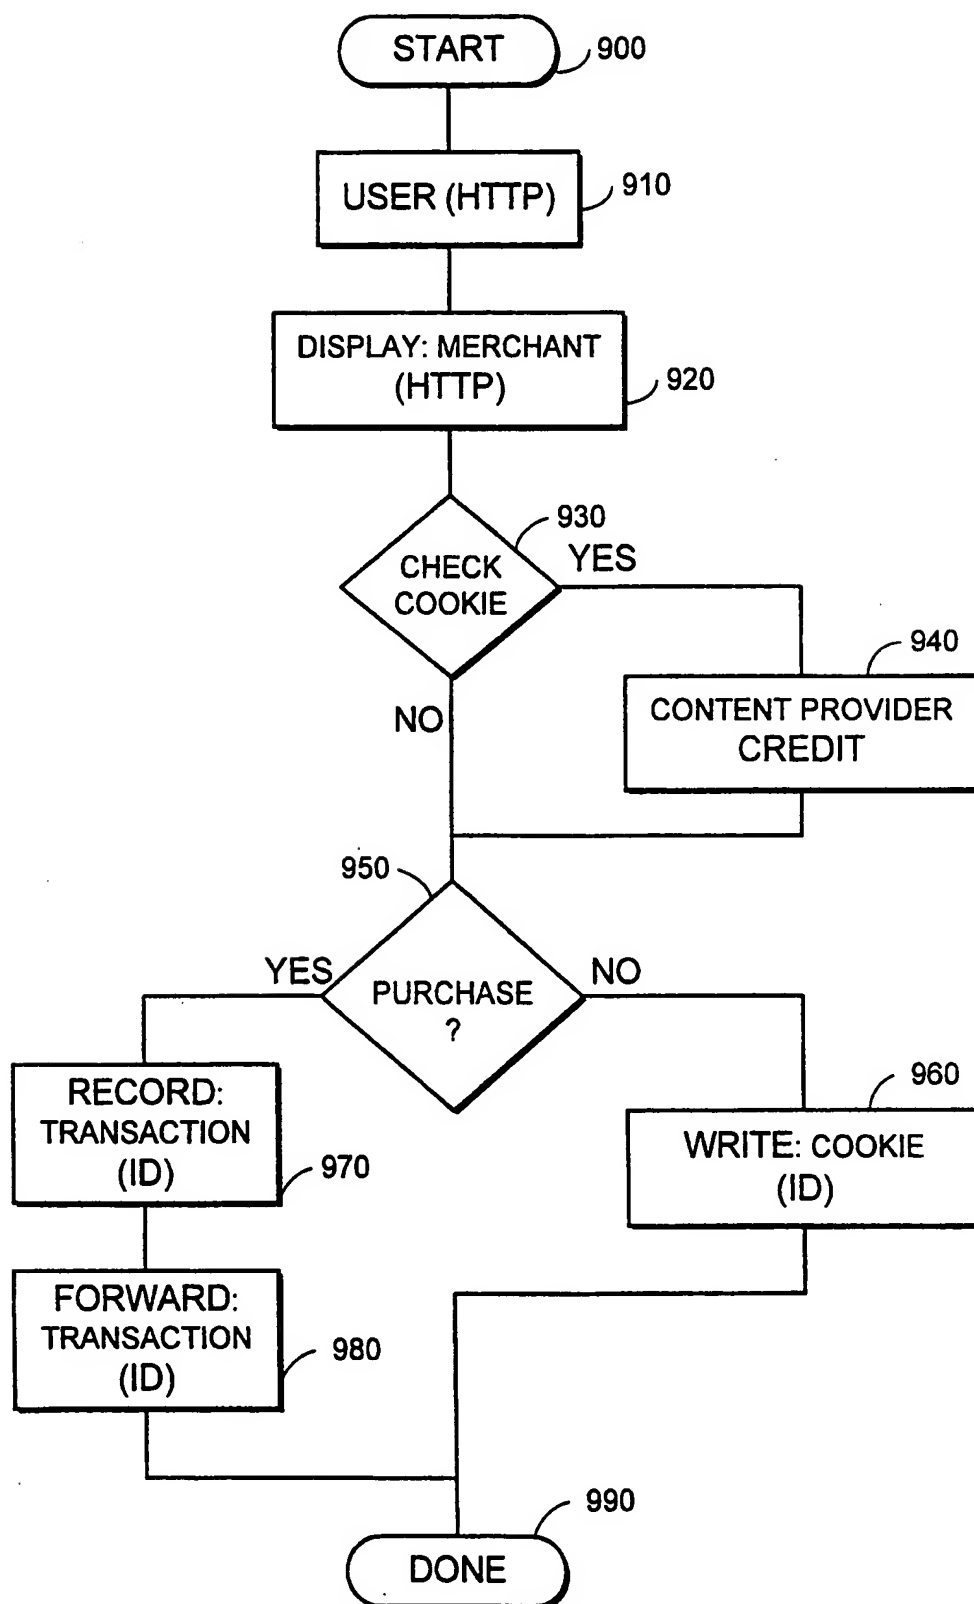 START
900
USER (HTTP)
910
DISPLAY: MERCHANT
(HTTP)
920
930
CHECK
COOKIE
YES
NO
940
CONTENT PROVIDER
CREDIT
950
YES
PURCHASE
?
NO
RECORD:
TRANSACTION
(ID)
970
960
WRITE: COOKIE
(ID)
FORWARD:
TRANSACTION
(ID)
980
990
DONE